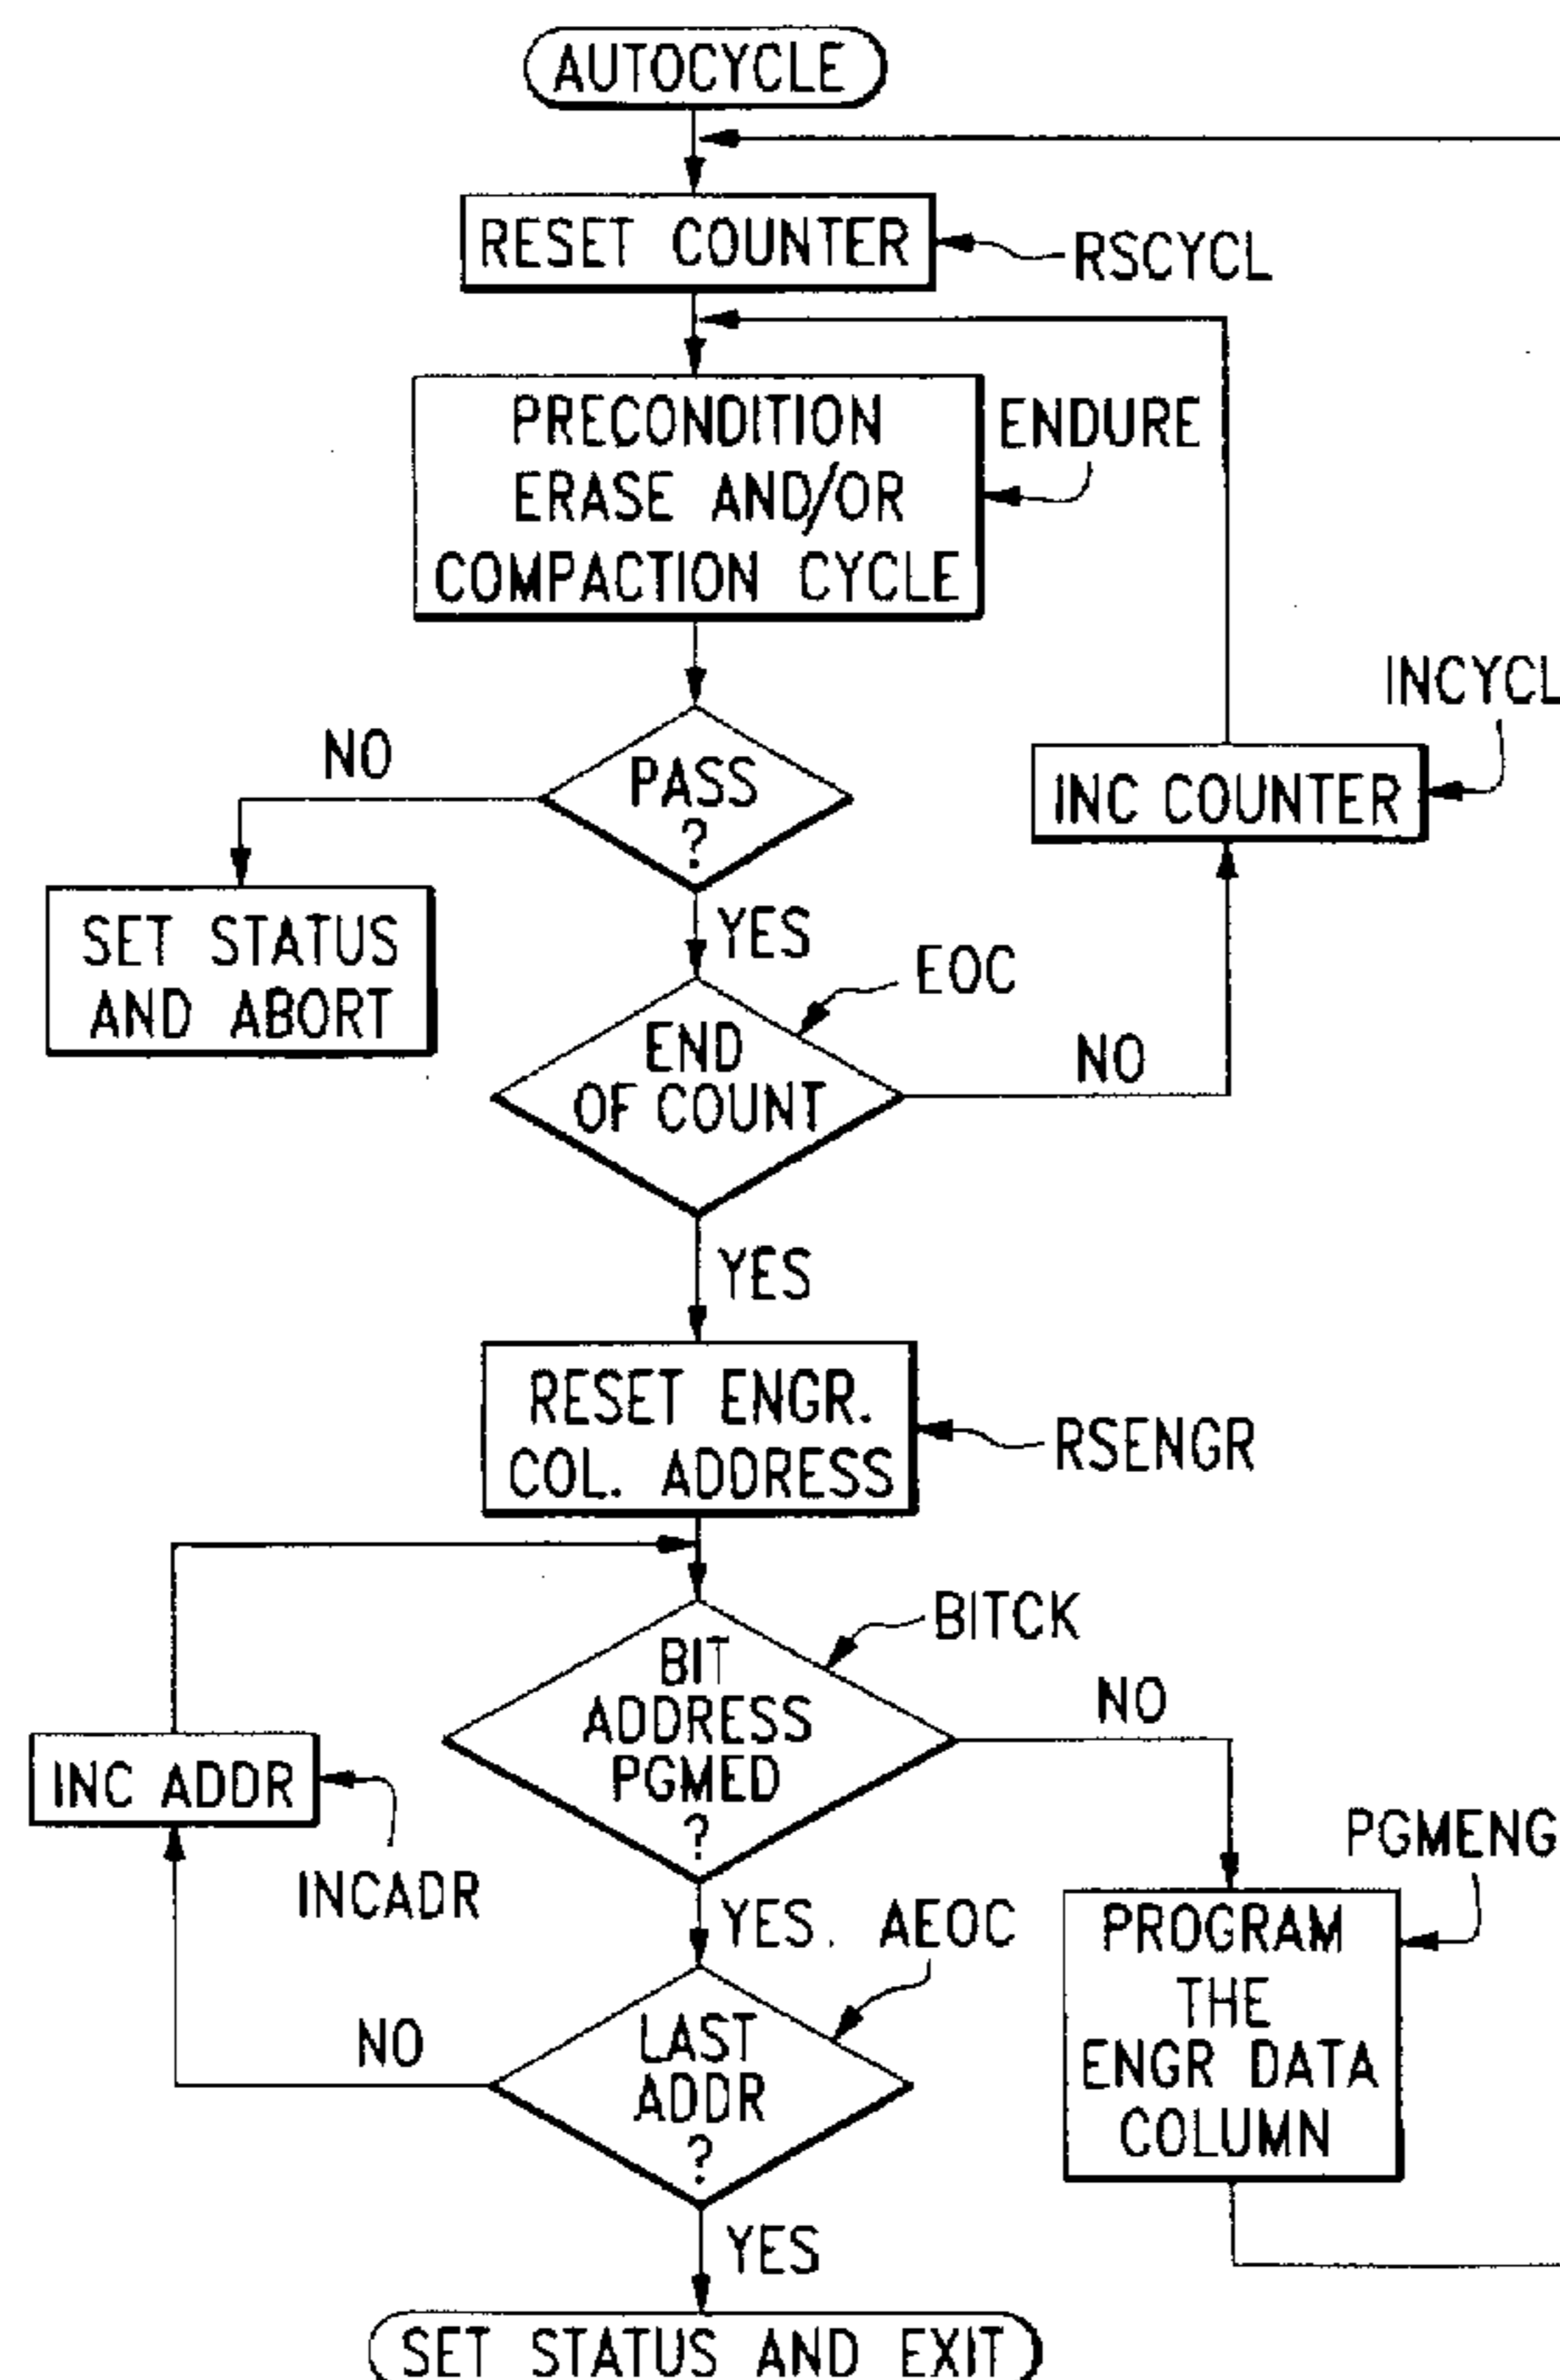 AUTOCYCLE
RESET COUNTER
RSCYCL
PRECONDITION
ERASE AND/OR
COMPACTION CYCLE
ENDURE
INCYCL
NO
PASS
?
INC COUNTER
SET STATUS
AND ABORT
YES
EOC
END
OF COUNT
NO
YES
RESET ENGR.
COL. ADDRESS
RSENGR
BITCK
BIT
ADDRESS
PGMED
?
NO
INC ADDR
INCADR
PGMENG
YES.
AEOC
PROGRAM
THE
ENGR DATA
COLUMN
LAST
ADDR
?
NO
YES
SET STATUS AND EXIT